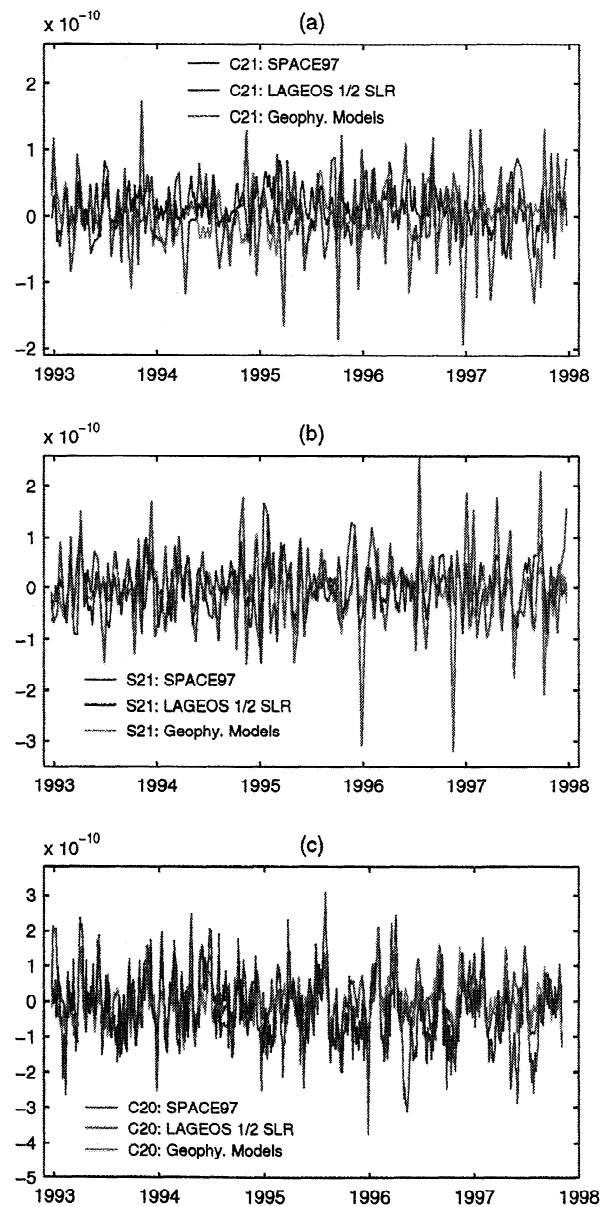 (a)
x 10⁻¹⁰
C21: SPACE97
C21: LAGEOS 1/2 SLR
C21: Geophy. Models
2
1
0
−1
−2
1993 1994 1995 1996 1997 1998
(b)
x 10⁻¹⁰
2
1
0
−1
−2
−3
S21: SPACE97
S21: LAGEOS 1/2 SLR
S21: Geophy. Models
1993 1994 1995 1996 1997 1998
(c)
x 10⁻¹⁰
3
2
1
0
−1
−2
−3
−4
−5
C20: SPACE97
C20: LAGEOS 1/2 SLR
C20: Geophy. Models
1993 1994 1995 1996 1997 1998